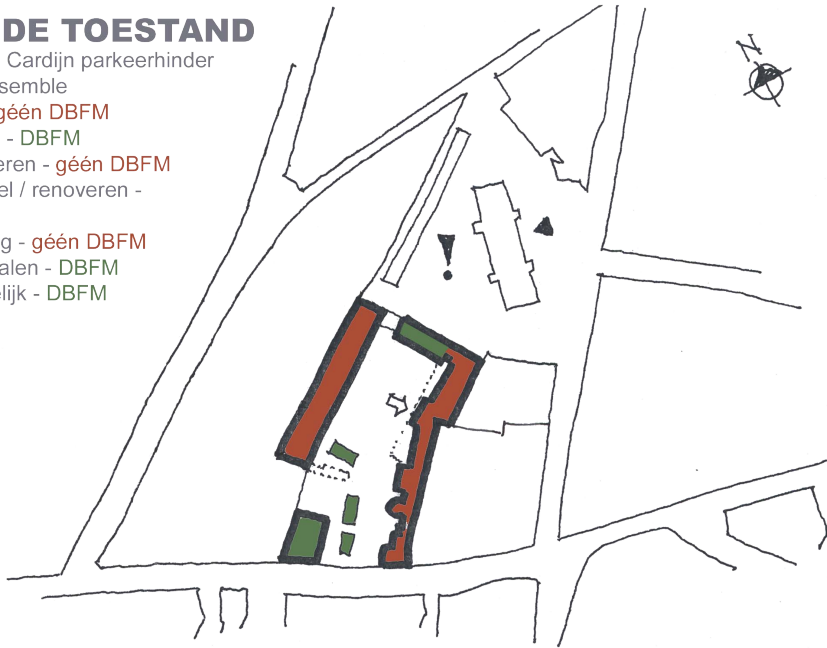 DE TOESTAND
Cardijn parkeerhinder
semble
géén DBFM
- DBFM
eren - géén DBFM
el / renoveren -
g - géén DBFM
alen - DBFM
elijk - DBFM
N
!